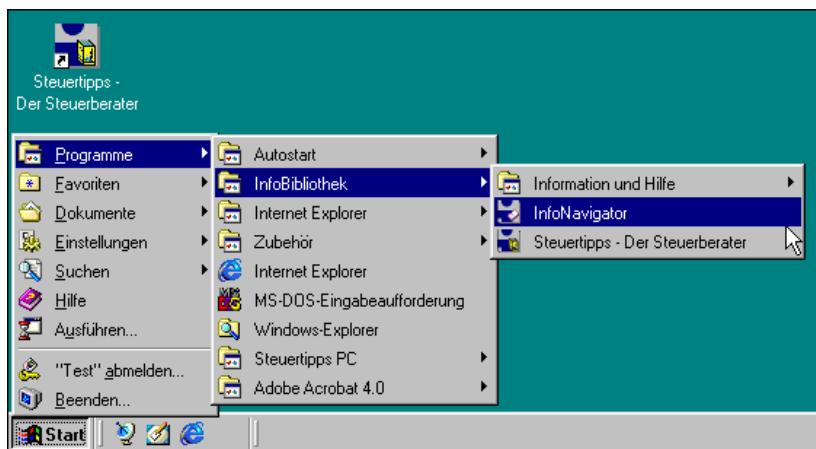 Steuertipps -
Der Steuerberater
Programme
Favoriten
Dokumente
Einstellungen
Suchen
Hilfe
Ausführen...
"Test" abmelden...
Beenden...
Autostart
InfoBibliothek
Internet Explorer
Zubehör
Internet Explorer
MS-DOS-Eingabeaufforderung
Windows-Explorer
Steuertipps PC
Adobe Acrobat 4.0
Information und Hilfe
InfoNavigator
Steuertipps - Der Steuerberater
Start